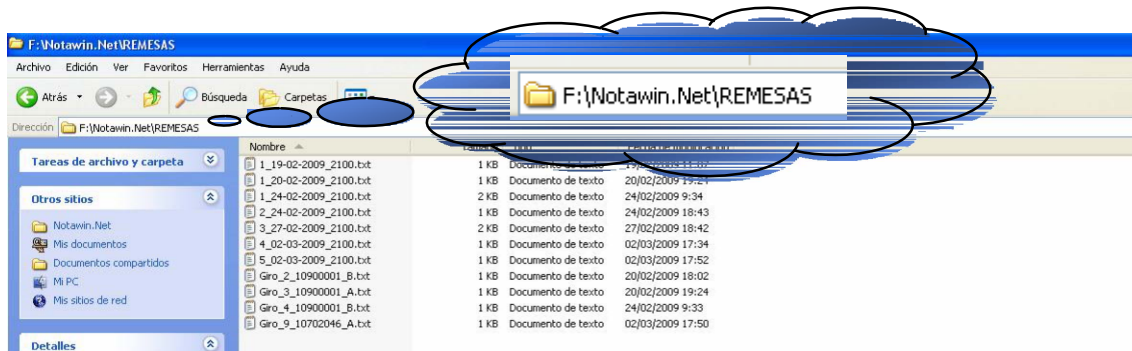 F:\Notawin.Net\REMESAS
Archivo Edición Ver Favoritos Herramientas Ayuda
Atrás Búsqueda Carpetas
F:\Notawin.Net\REMESAS
Dirección F:\Notawin.Net\REMESAS
Nombre
Tareas de archivo y carpeta
Otros sitios
Notawin.Net
Mis documentos
Documentos compartidos
Mi PC
Mis sitios de red
Detalles
1_19-02-2009_2100.txt 1 KB Documento de texto
1_20-02-2009_2100.txt 1 KB Documento de texto 20/02/2009 19:24
1_24-02-2009_2100.txt 2 KB Documento de texto 24/02/2009 9:34
2_24-02-2009_2100.txt 1 KB Documento de texto 24/02/2009 18:43
3_27-02-2009_2100.txt 2 KB Documento de texto 27/02/2009 18:42
4_02-03-2009_2100.txt 1 KB Documento de texto 02/03/2009 17:34
5_02-03-2009_2100.txt 1 KB Documento de texto 02/03/2009 17:52
Giro_2_10900001_B.txt 1 KB Documento de texto 20/02/2009 18:02
Giro_3_10900001_A.txt 1 KB Documento de texto 20/02/2009 19:24
Giro_4_10900001_B.txt 1 KB Documento de texto 24/02/2009 9:33
Giro_9_10702046_A.txt 1 KB Documento de texto 02/03/2009 17:50